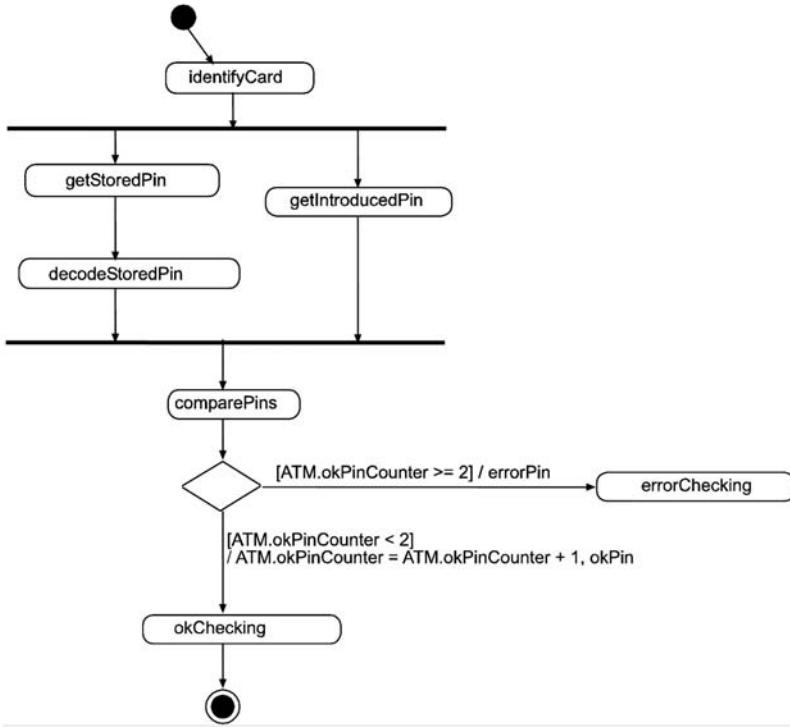 identifyCard
getStoredPin
getIntroducedPin
decodeStoredPin
comparePins
[ATM.okPinCounter >= 2] / errorPin
errorChecking
[ATM.okPinCounter < 2]
/ ATM.okPinCounter = ATM.okPinCounter + 1, okPin
okChecking